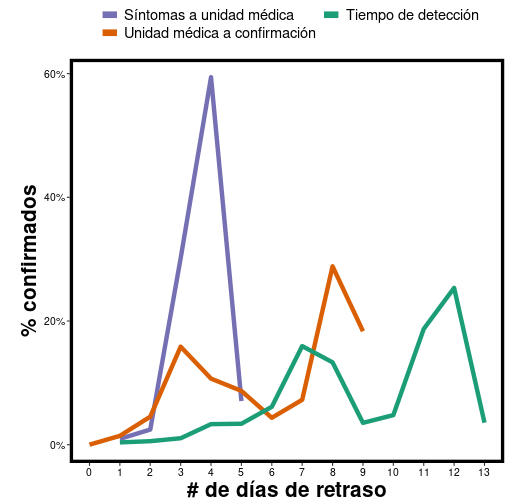 Síntomas a unidad médica
Tiempo de detección
Unidad médica a confirmación
60%
40%
20%
0%
% confirmados
0 1 2 3 4 5 6 7 8 9 10 11 12 13
# de días de retraso